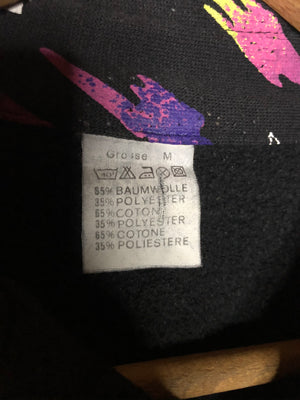 Grösse M
65% BAUMWOLLE
35% POLYESTER
65% COTON
35% POLYESTER
65% COTONE
35% POLIESTERE